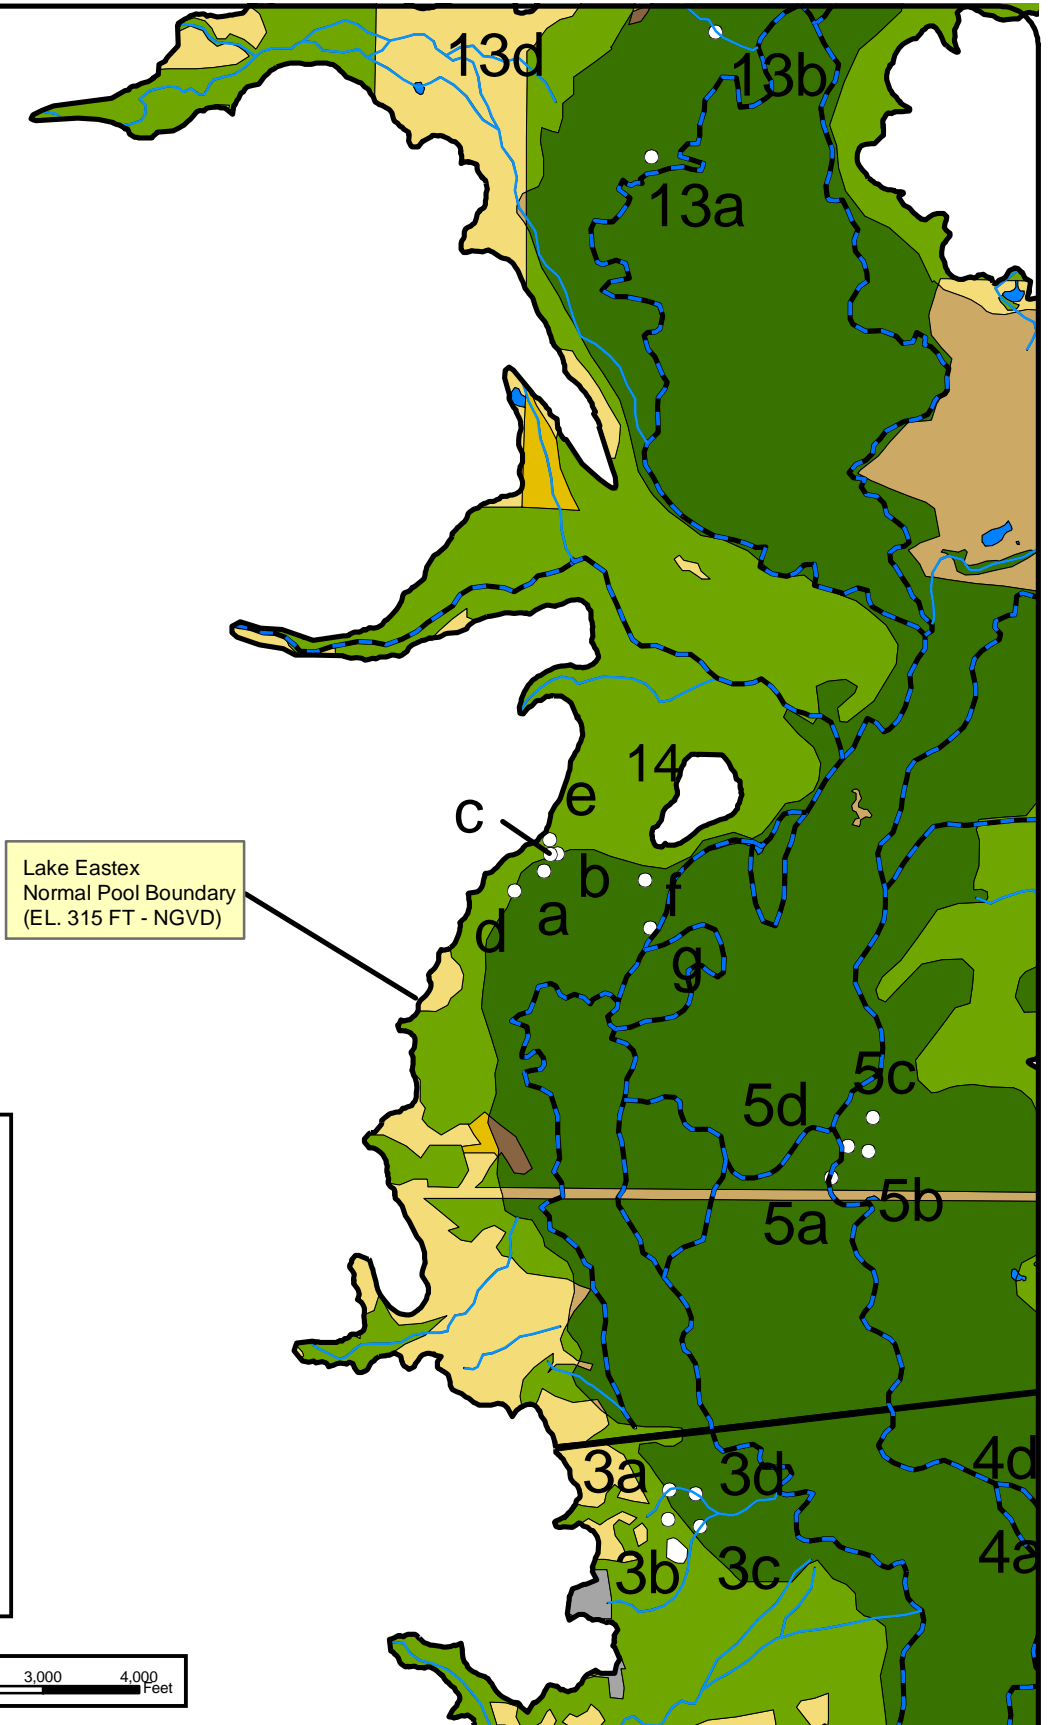 13d
13b
13a
14
e
c
b
f
a
d
g
Lake Eastex
Normal Pool Boundary
(EL. 315 FT - NGVD)
5c
5d
5b
5a
3a
3d
4d
4a
3b
3c
3,000 4,000
Feet